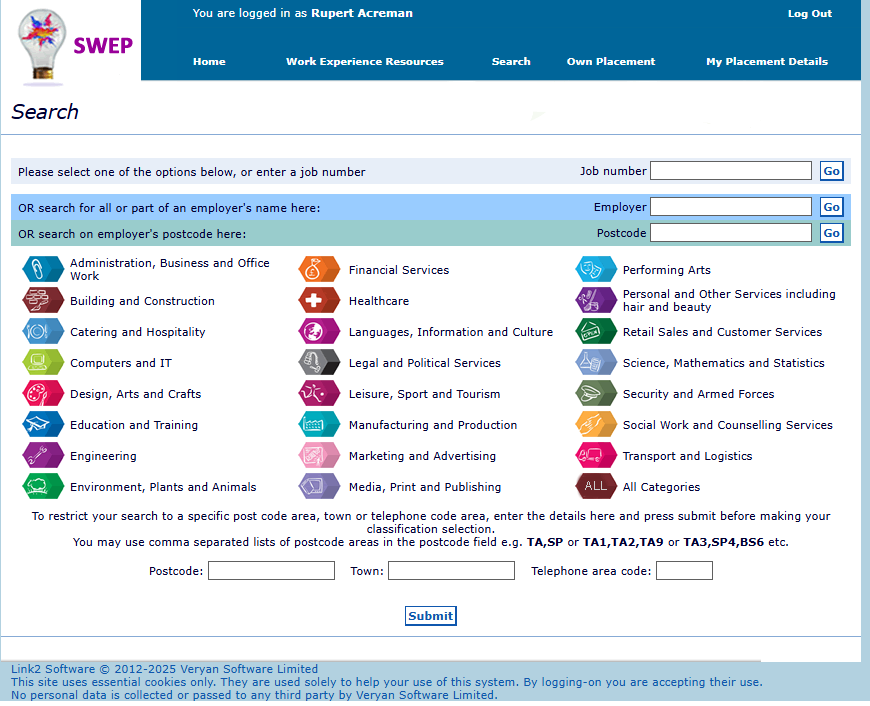 You are logged in as Rupert Acreman
Log Out
SWEP
Home
Work Experience Resources
Search
Own Placement
My Placement Details
Search
Please select one of the options below, or enter a job number
Job number
Go
OR search for all or part of an employer's name here:
Employer
Go
OR search on employer's postcode here:
Postcode
Go
Administration, Business and Office
Work
Financial Services
Performing Arts
Building and Construction
Healthcare
Personal and Other Services including
hair and beauty
Catering and Hospitality
Languages, Information and Culture
Retail Sales and Customer Services
Computers and IT
Legal and Political Services
Science, Mathematics and Statistics
Design, Arts and Crafts
Leisure, Sport and Tourism
Security and Armed Forces
Education and Training
Manufacturing and Production
Social Work and Counselling Services
Engineering
Marketing and Advertising
Transport and Logistics
Environment, Plants and Animals
Media, Print and Publishing
ALL
All Categories
To restrict your search to a specific post code area, town or telephone code area, enter the details here and press submit before making your
classification selection.
You may use comma separated lists of postcode areas in the postcode field e.g. TA,SP or TA1,TA2,TA9 or TA3,SP4,BS6 etc.
Postcode:
Town:
Telephone area code:
Submit
Link2 Software © 2012-2025 Veryan Software Limited
This site uses essential cookies only. They are used solely to help your use of this system. By logging-on you are accepting their use.
No personal data is collected or passed to any third party by Veryan Software Limited.